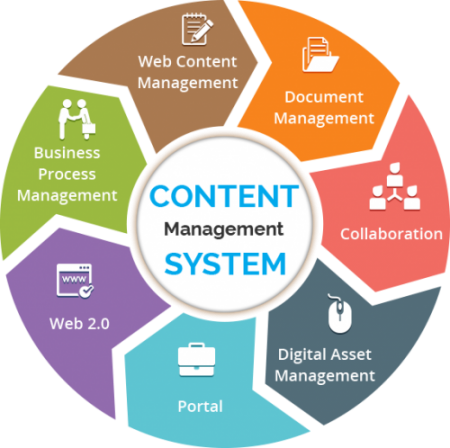 Web Content
Management
Document
Management
Collaboration
Digital Asset
Management
Portal
Web 2.0
www
Business
Process
Management
CONTENT
Management
SYSTEM